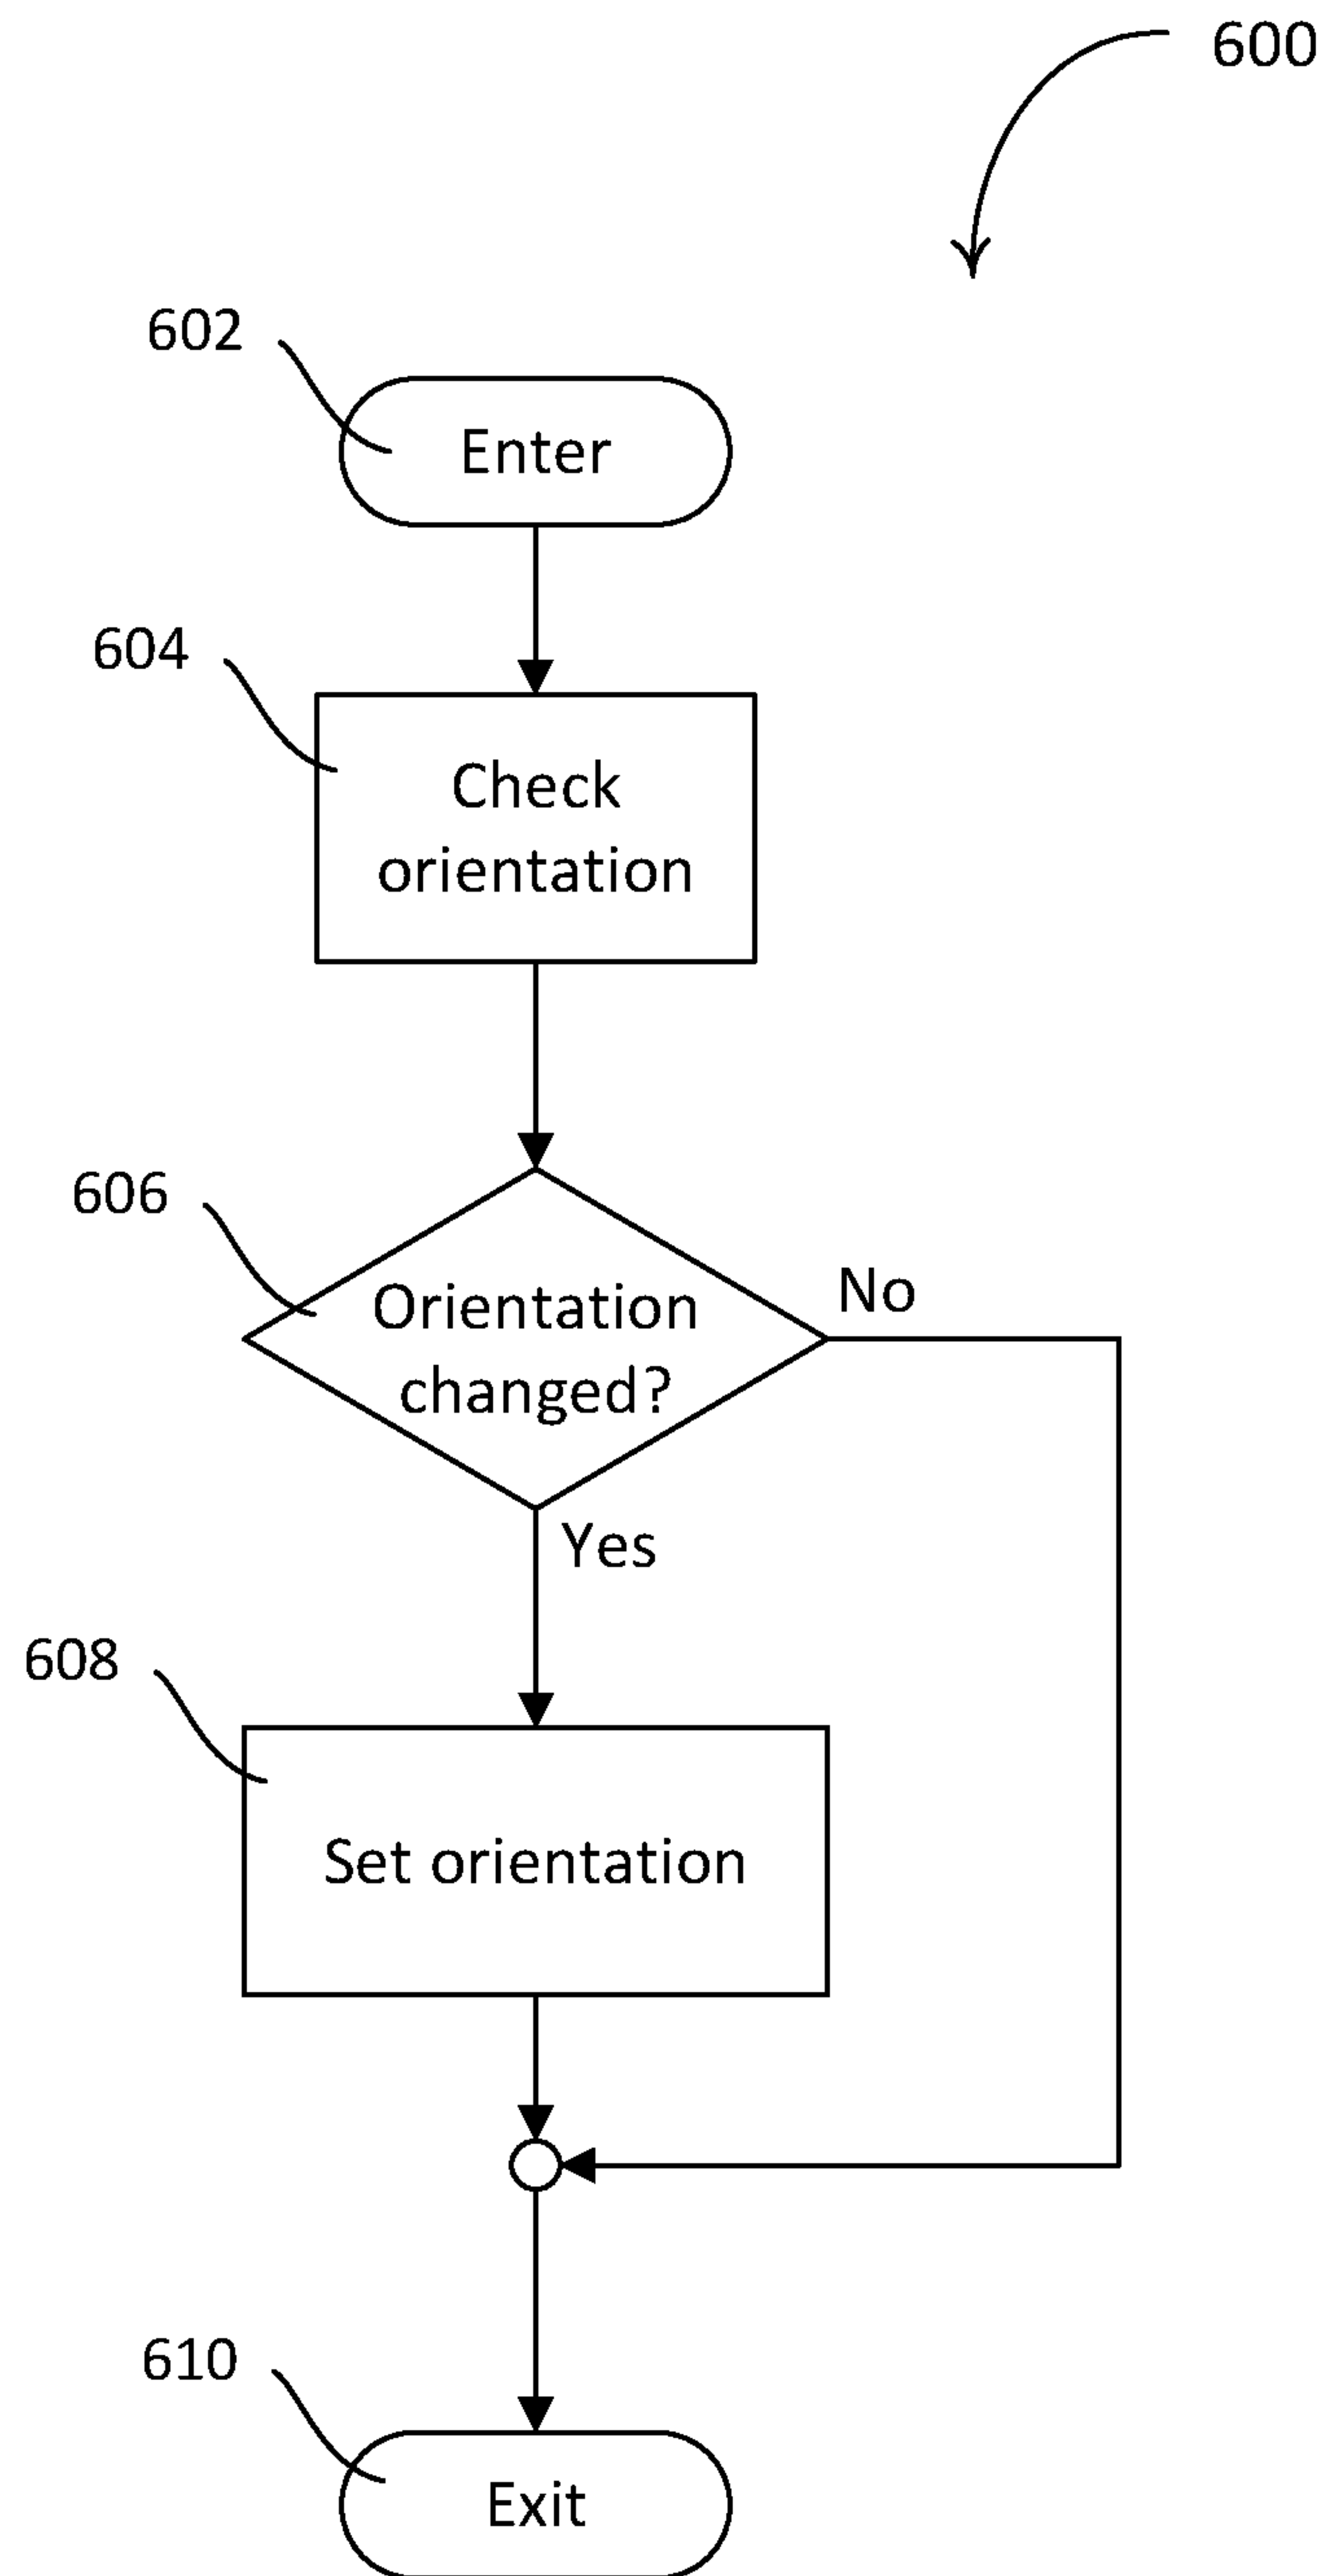 600
602
Enter
604
Check
orientation
606
Orientation
changed?
No
Yes
608
Set orientation
610
Exit